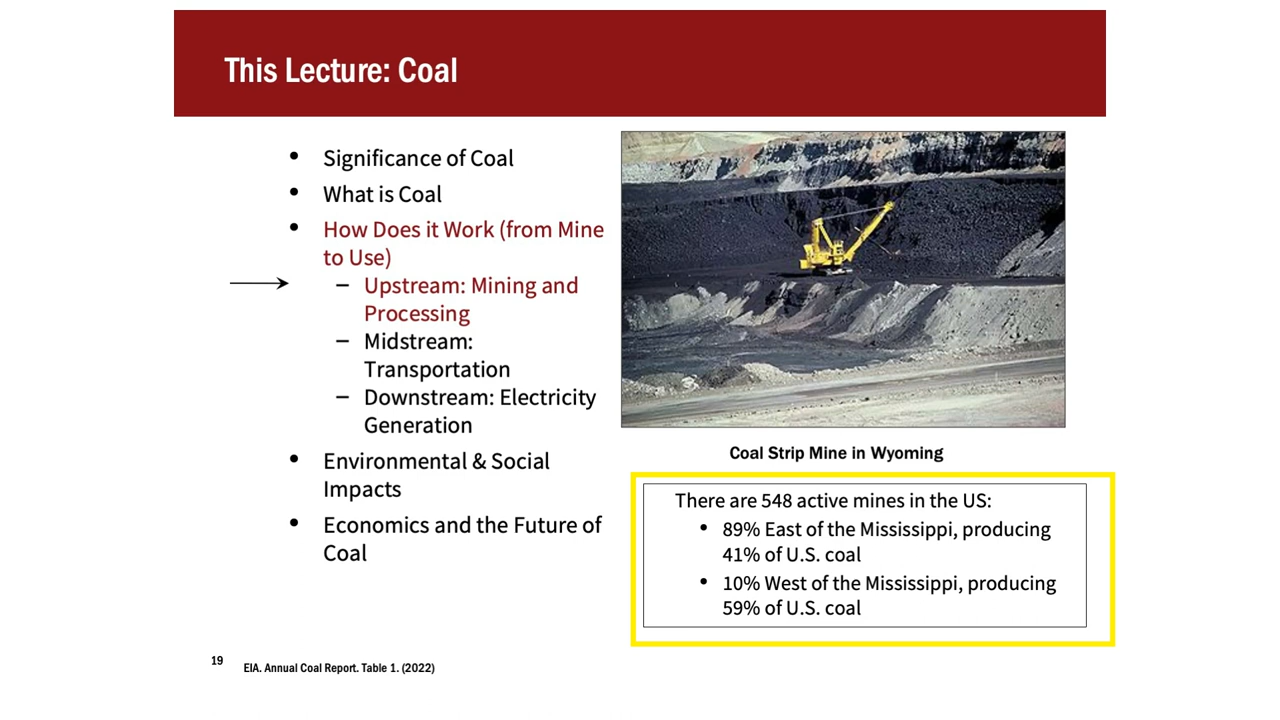 This Lecture: Coal
• Significance of Coal
• What is Coal
• How Does it Work (from Mine
to Use)
– Upstream: Mining and
Processing
– Midstream:
Transportation
– Downstream: Electricity
Generation
• Environmental & Social
Impacts
• Economics and the Future of
Coal
Coal Strip Mine in Wyoming
There are 548 active mines in the US:
• 89% East of the Mississippi, producing
41% of U.S. coal
• 10% West of the Mississippi, producing
59% of U.S. coal
19
EIA. Annual Coal Report. Table 1. (2022)